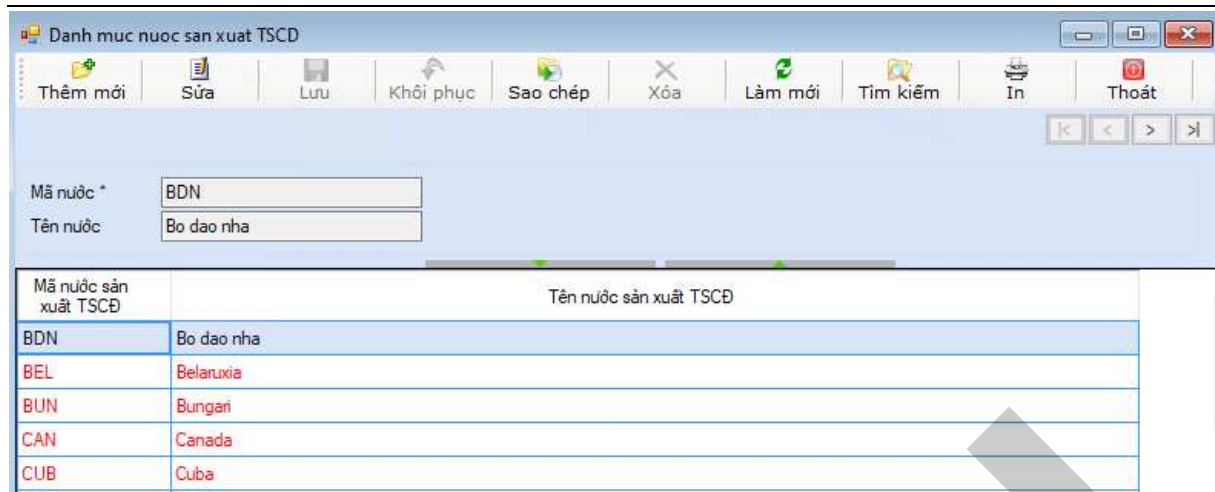 Danh muc nuoc san xuat TSCD
Thêm mới Sửa Lưu Khôi phục Sao chép Xóa Làm mới Tìm kiếm In Thoát
Mã nước * BDN
Tên nước Bo dao nha
Mã nước sản xuất TSCĐ Tên nước sản xuất TSCĐ
BDN Bo dao nha
BEL Belaruxia
BUN Bungari
CAN Canada
CUB Cuba